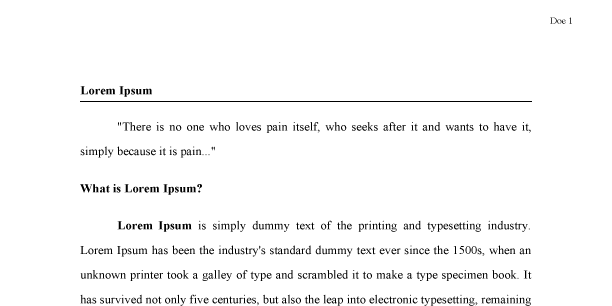 Doe 1
Lorem Ipsum
"There is no one who loves pain itself, who seeks after it and wants to have it,
simply because it is pain..."
What is Lorem Ipsum?
Lorem Ipsum is simply dummy text of the printing and typesetting industry.
Lorem Ipsum has been the industry's standard dummy text ever since the 1500s, when an
unknown printer took a galley of type and scrambled it to make a type specimen book. It
has survived not only five centuries, but also the leap into electronic typesetting, remaining